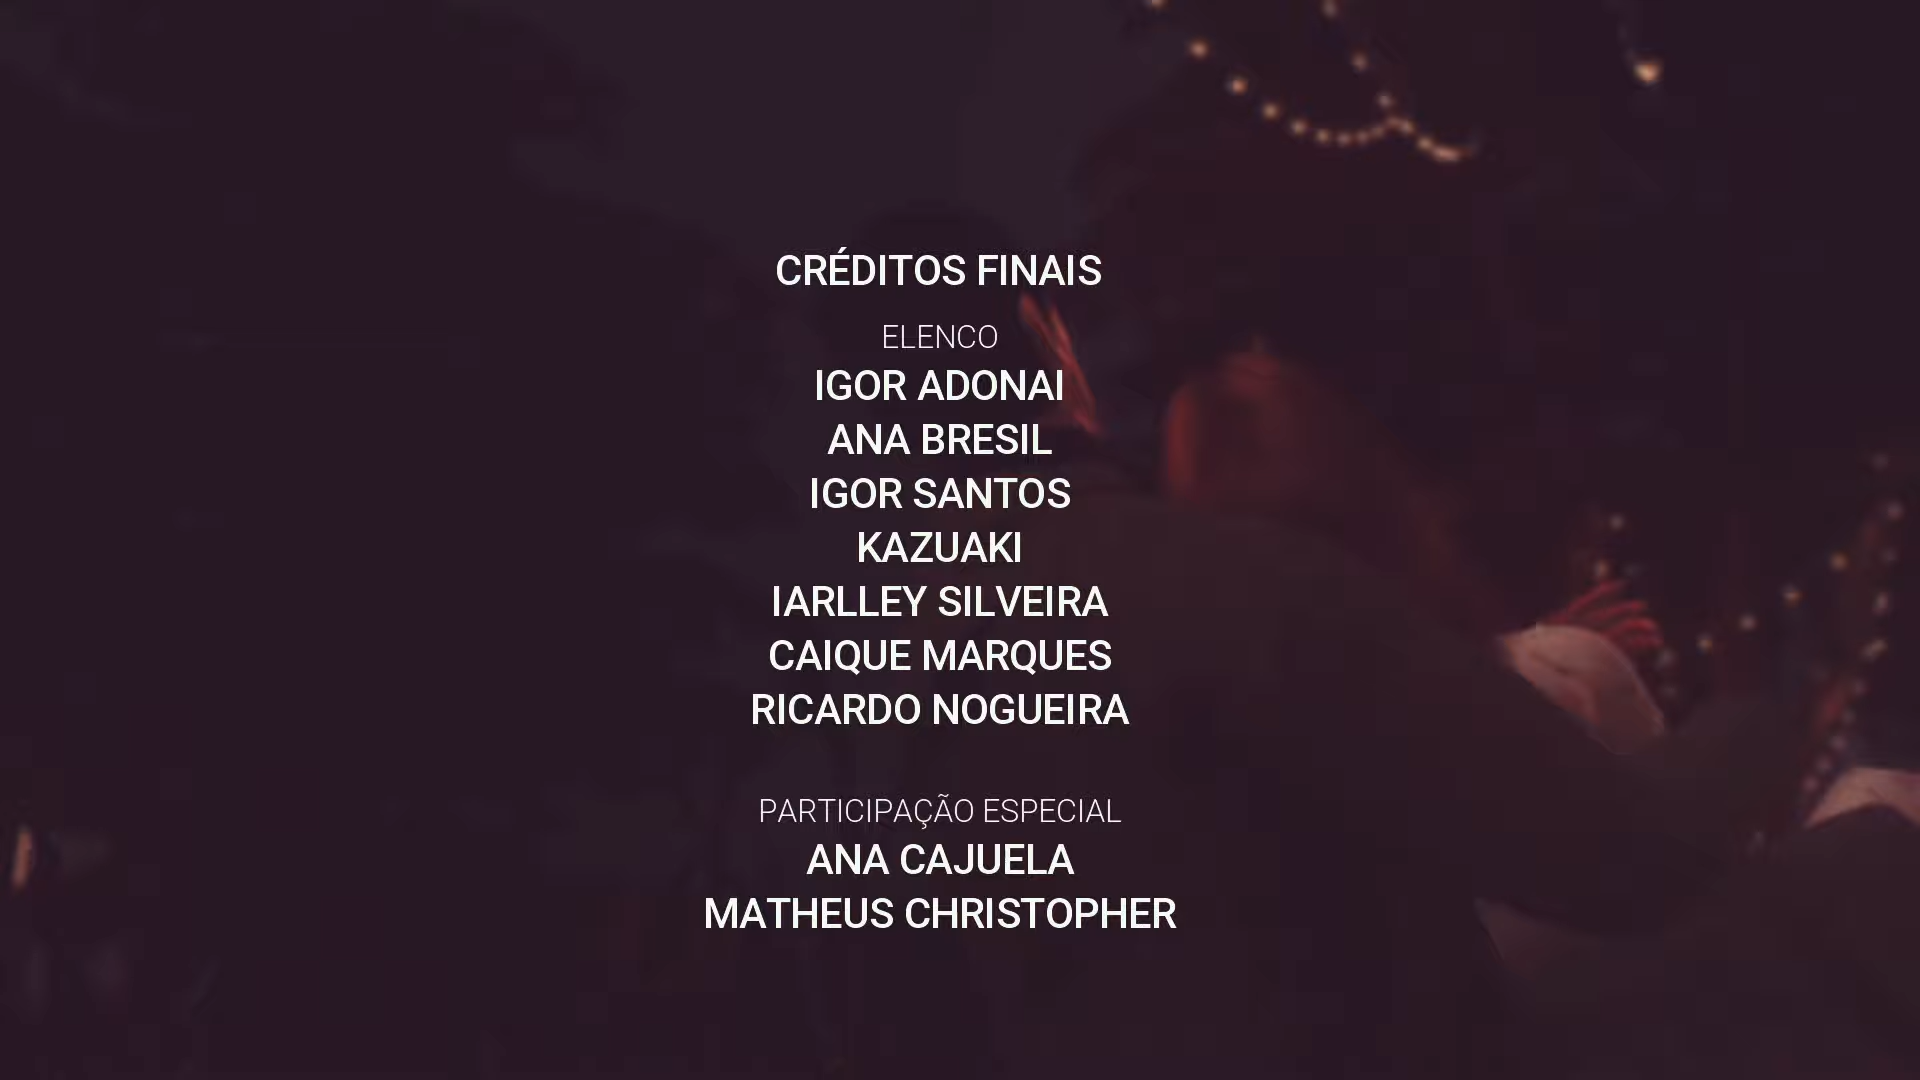 CRÉDITOS FINAIS
ELENCO
IGOR ADONAI
ANA BRESIL
IGOR SANTOS
KAZUAKI
IARLLEY SILVEIRA
CAIQUE MARQUES
RICARDO NOGUEIRA
PARTICIPAÇÃO ESPECIAL
ANA CAJUELA
MATHEUS CHRISTOPHER